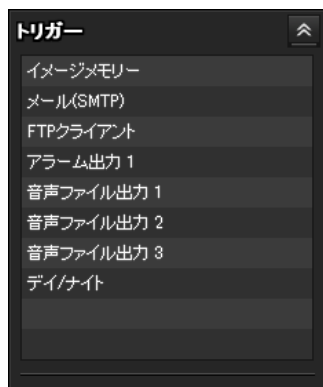 トリガー
イメージメモリー
メール(SMTP)
FTPクライアント
アラーム出力 1
音声ファイル出力 1
音声ファイル出力 2
音声ファイル出力 3
デイ/ナイト